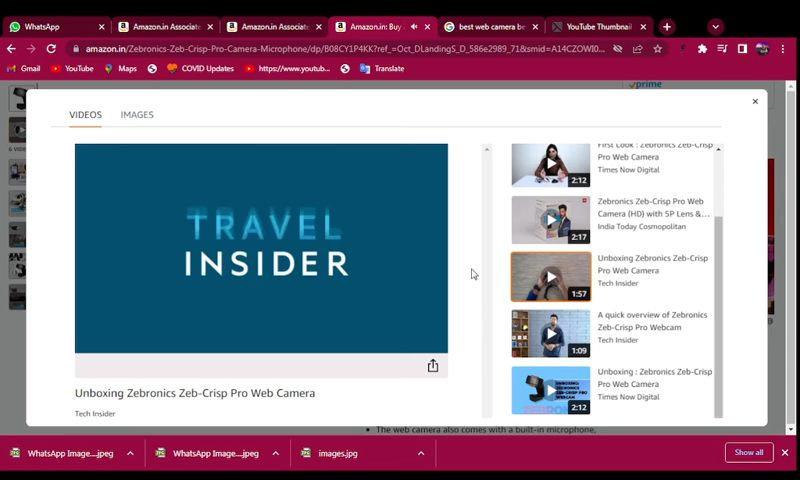 WhatsApp
Amazon.in Associate
Amazon.in Associate
Amazon.in: Buy
best web camera be
YouTube Thumbnail
amazon.in/Zebronics-Zeb-Crisp-Pro-Camera-Microphone/dp/B08CY1P4KK?ref_=Oct_DLandingS_D_586e2989_71&smid=A14CZOWI0...
Gmail
YouTube
Maps
COVID Updates
https://www.youtub...
Translate
prime
VIDEOS
IMAGES
TRAVEL
INSIDER
Unboxing Zebronics Zeb-Crisp Pro Web Camera
Tech Insider
First Look : Zebronics Zeb-Crisp
Pro Web Camera
Times Now Digital
2:12
Zebronics Zeb-Crisp Pro Web
Camera (HD) with 5P Lens &...
India Today Cosmopolitan
2:17
Unboxing Zebronics Zeb-Crisp
Pro Web Camera
Tech Insider
1:57
A quick overview of Zebronics
Zeb-Crisp Pro Webcam
Tech Insider
1:09
Unboxing : Zebronics Zeb-Crisp
Pro Web Camera
Times Now Digital
2:12
The web camera also comes with a built-in microphone,
WhatsApp Image....jpeg
WhatsApp Image....jpeg
images.jpg
Show all